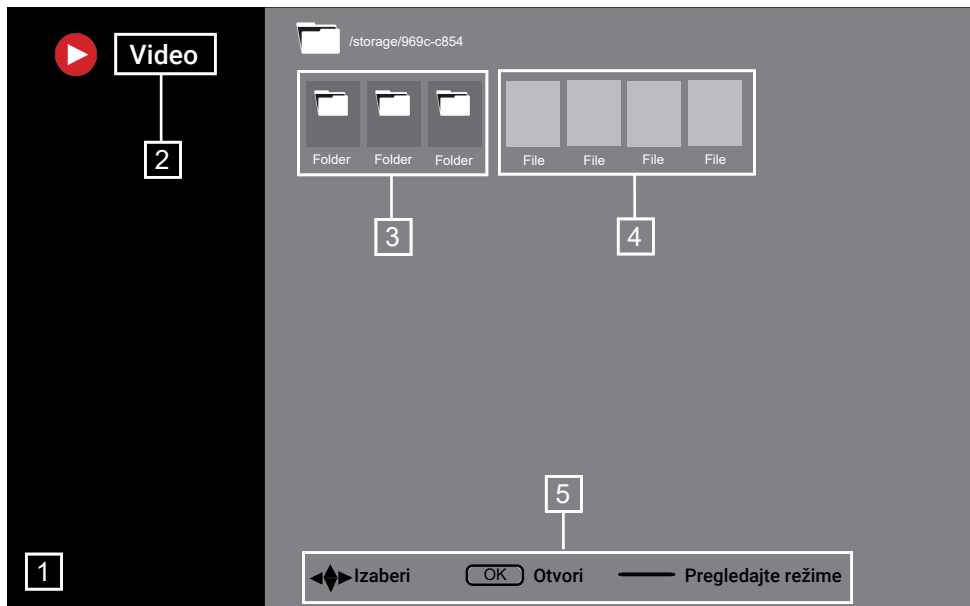 Video
2
/storage/969c-c854
Folder Folder Folder File File File File
3 4
5
1
Izaberi OK Otvori Pregledajte režime